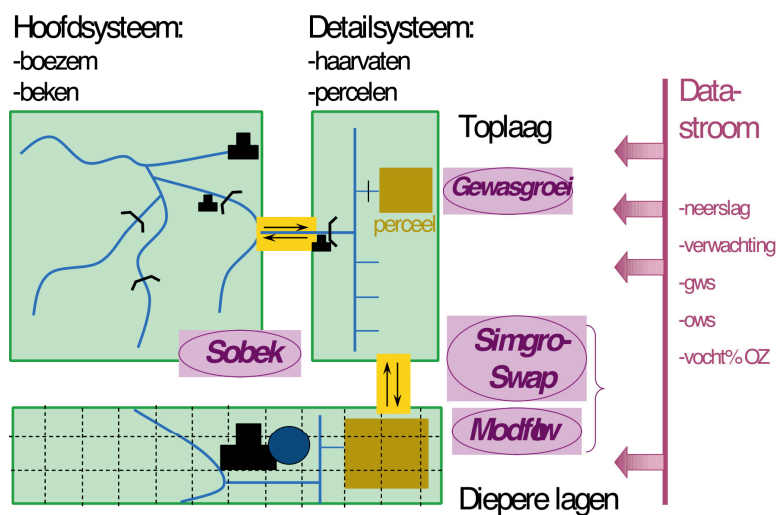 Hoofdsysteem:
-boezem
-beken
Detailsysteem:
-haarvaten
-percelen
Toplaag
Gewasgroei
perceel
Sobek
Simgro-
Swap
Modflow
Diepere lagen
Data-
stroom
-neerslag
-verwachting
-gws
-ows
-vocht% OZ